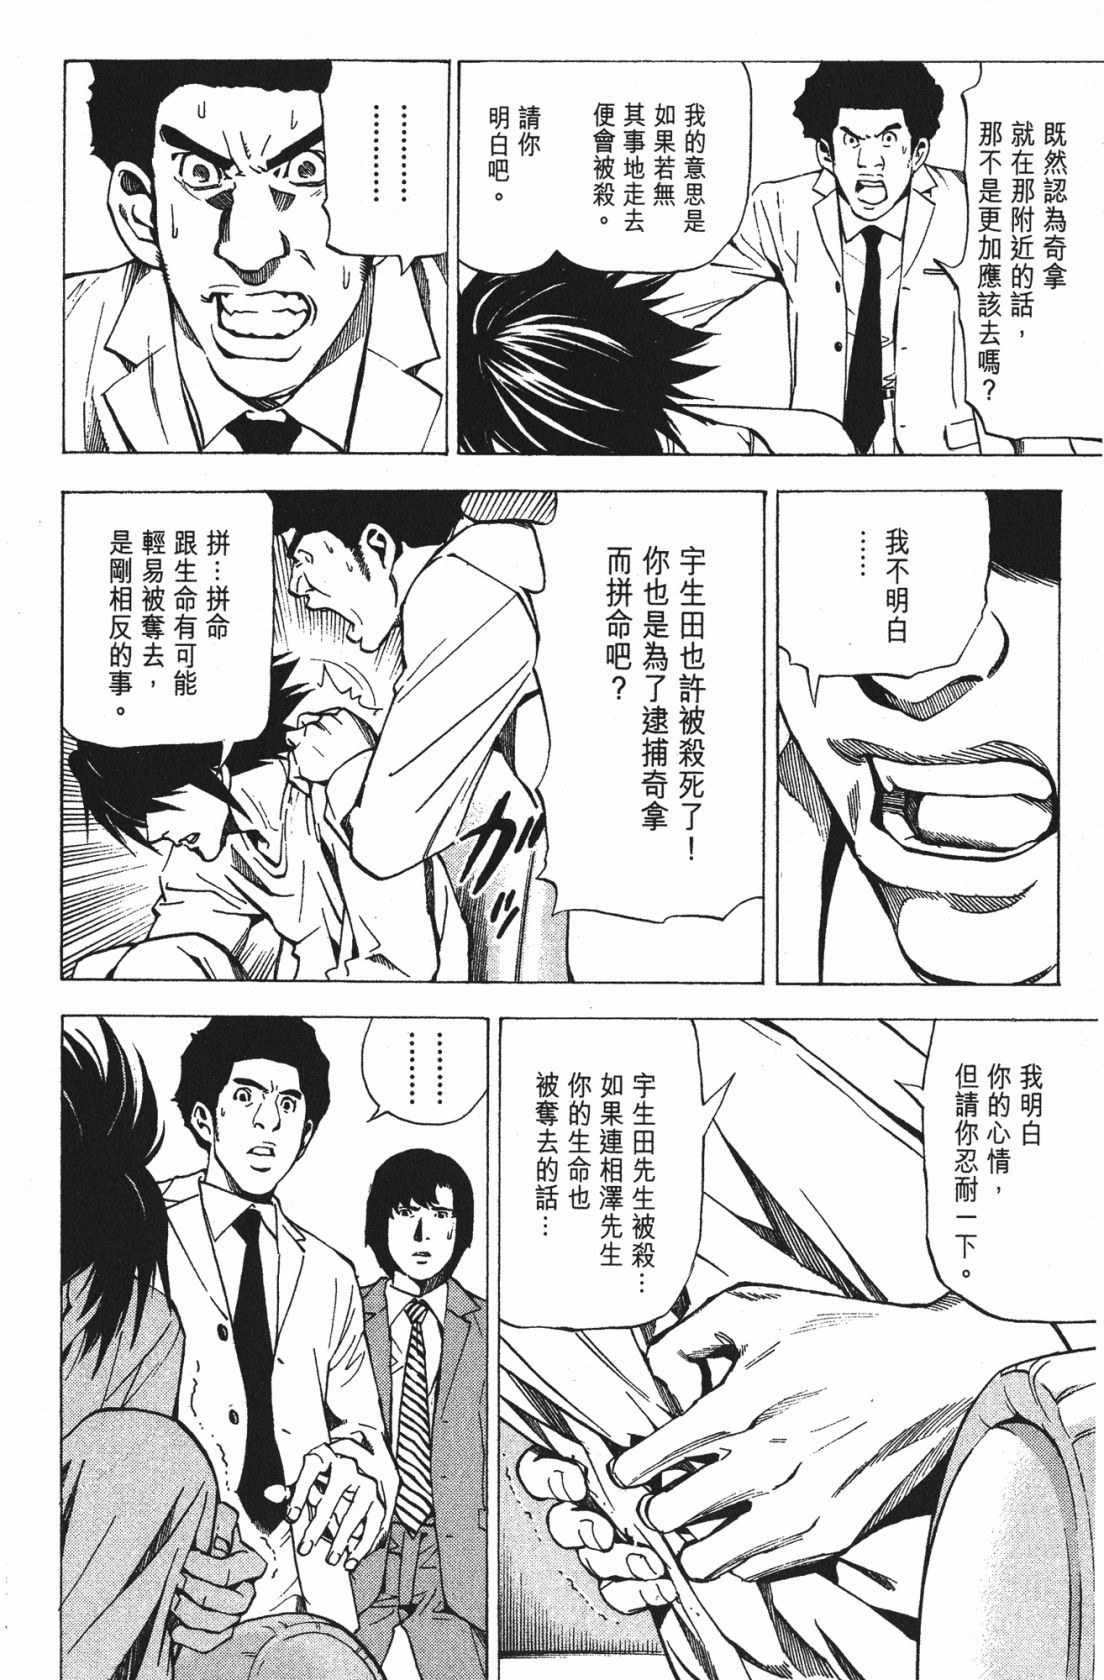 既然認為奇拿
就在那附近的話，
那不是更加應該去嗎？
我的意思是
如果若無
其事地走去
便會被殺。
請你
明白吧。
…………
…………
我不明白
……
宇生田也許被殺死了！
你也是為了逮捕奇拿
而拼命吧？
拼…拼命
跟生命有可能
輕易被奪去，
是剛相反的事。
ガバ
我明白
你的心情，
但請你忍耐一下。
宇生田先生被殺…
如果連相澤先生
你的生命也
被奪去的話…
………
………